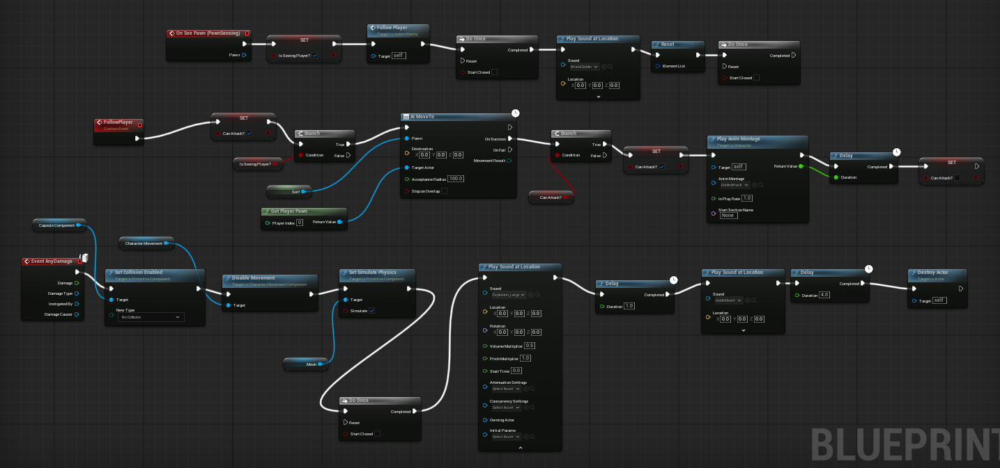 On See Pawn (PawnSensing)
Pawn
SET
Is Seeing Player?
Follow Player
Target is Goblin Enemy
Target self
Do Once
Completed
Reset
Start Closed
Play Sound at Location
Sound
AttackGoblin
Location
X 0.0 Y 0.0 Z 0.0
Reset
Element List
Do Once
Completed
Reset
Start Closed
FollowPlayer
Custom Event
SET
Can Attack?
Branch
True
Condition
False
Is Seeing Player?
Self
Get Player Pawn
Player Index 0
Return Value
AI MoveTo
Pawn
On Success
Destination
X 0.0 Y 0.0 Z 0.0
On Fail
Movement Result
Target Actor
Acceptance Radius 100.0
Stop on Overlap
Branch
True
Condition
False
Can Attack?
SET
Can Attack?
Play Anim Montage
Target is Character
Target self
Return Value
Anim Montage
GoblinAttack
In Play Rate 1.0
Start Section Name
None
Delay
Completed
Duration
SET
Can Attack?
Capsule Component
Character Movement
Event AnyDamage
Damage
Damage Type
Instigated By
Damage Causer
Set Collision Enabled
Target is Primitive Component
Target
New Type
No Collision
Disable Movement
Target is Character Movement Component
Target
Set Simulate Physics
Target is Primitive Component
Target
Simulate
Mesh
Do Once
Completed
Reset
Start Closed
Play Sound at Location
Sound
Explosion_Large
Location
X 0.0 Y 0.0 Z 0.0
Rotation
X 0.0 Y 0.0 Z 0.0
Volume Multiplier 0.5
Pitch Multiplier 1.0
Start Time 0.0
Attenuation Settings
Select Asset
Concurrency Settings
Select Asset
Owning Actor
Initial Params
Select Asset
Delay
Completed
Duration 1.0
Play Sound at Location
Sound
GoblinDeath
Location
X 0.0 Y 0.0 Z 0.0
Delay
Completed
Duration 4.0
Destroy Actor
Target is Actor
Target self
BLUEPRINT